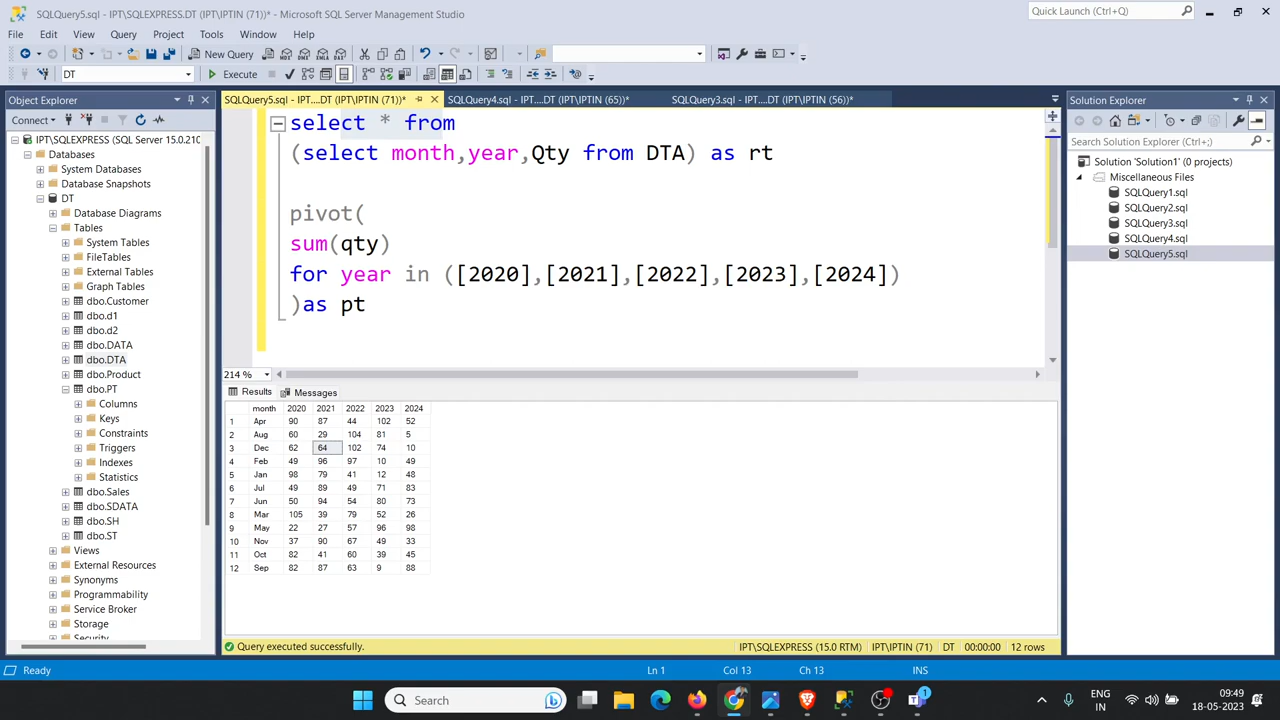 SQLQuery5.sql - IPT\SQLEXPRESS.DT (IPT\IPTIN (71))* - Microsoft SQL Server Management Studio
Quick Launch (Ctrl+Q)
File Edit View Query Project Tools Window Help
New Query
DT
Execute
Object Explorer
SQLQuery5.sql - IPT....DT (IPT\IPTIN (71))*
SQLQuery4.sql - IPT....DT (IPT\IPTIN (65))*
SQLQuery3.sql - IPT....DT (IPT\IPTIN (56))*
Solution Explorer
Connect
IPT\SQLEXPRESS (SQL Server 15.0.210
Databases
System Databases
Database Snapshots
DT
Database Diagrams
Tables
System Tables
FileTables
External Tables
Graph Tables
dbo.Customer
dbo.d1
dbo.d2
dbo.DATA
dbo.DTA
dbo.Product
dbo.PT
Columns
Keys
Constraints
Triggers
Indexes
Statistics
dbo.Sales
dbo.SDATA
dbo.SH
dbo.ST
Views
External Resources
Synonyms
Programmability
Service Broker
Storage
Security
select * from
(select month,year,Qty from DTA) as rt
pivot(
sum(qty)
for year in ([2020],[2021],[2022],[2023],[2024])
)as pt
214 %
Results Messages
month 2020 2021 2022 2023 2024
1 Apr 90 87 44 102 52
2 Aug 60 29 104 81 5
3 Dec 62 64 102 74 10
4 Feb 49 96 97 10 49
5 Jan 98 79 41 12 48
6 Jul 49 89 49 71 83
7 Jun 50 94 54 80 73
8 Mar 105 39 79 52 26
9 May 22 27 57 96 98
10 Nov 37 90 67 49 33
11 Oct 82 41 60 39 45
12 Sep 82 87 63 9 88
Query executed successfully.
IPT\SQLEXPRESS (15.0 RTM) IPT\IPTIN (71) DT 00:00:00 12 rows
Search Solution Explorer (Ctrl+;)
Solution 'Solution1' (0 projects)
Miscellaneous Files
SQLQuery1.sql
SQLQuery2.sql
SQLQuery3.sql
SQLQuery4.sql
SQLQuery5.sql
Ready
Ln 1 Col 13 Ch 13 INS
Search
1
ENG
IN
09:49
18-05-2023